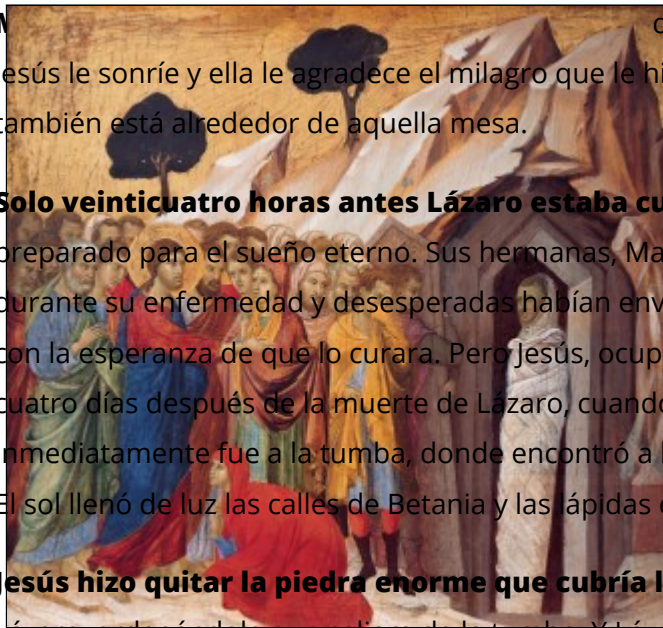 esús le sonríe y ella le agradece el milagro que le hi
también está alrededor de aquella mesa.
Solo veinticuatro horas antes Lázaro estaba cu
preparado para el sueño eterno. Sus hermanas, Ma
durante su enfermedad y desesperadas habían env
con la esperanza de que lo curara. Pero Jesús, ocup
cuatro días después de la muerte de Lázaro, cuando
nmediatamente fue a la tumba, donde encontró a
El sol llenó de luz las calles de Betania y las lápidas
Jesús hizo quitar la piedra enorme que cubría l